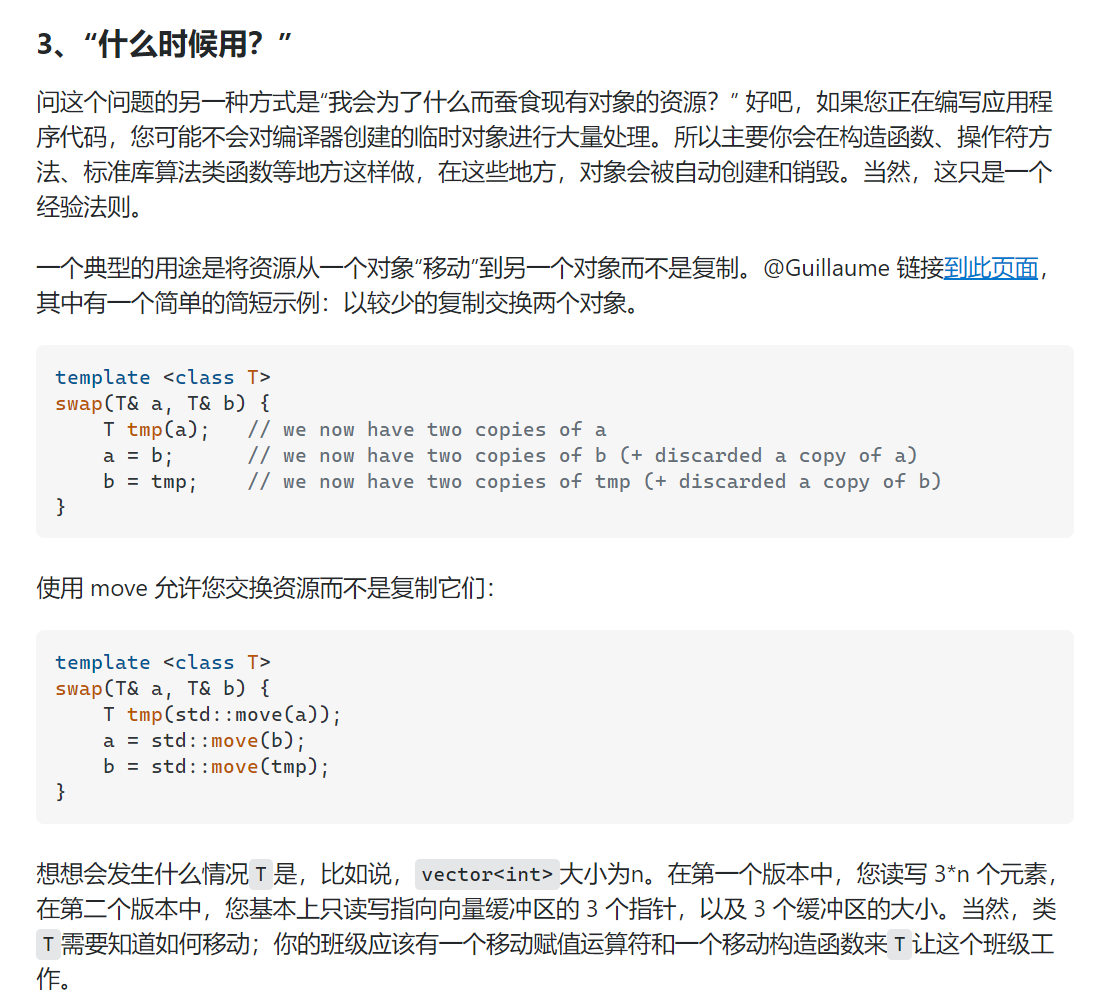 3、“什么时候用？”
问这个问题的另一种方式是“我会为了什么而蚕食现有对象的资源？” 好吧，如果您正在编写应用程
序代码，您可能不会对编译器创建的临时对象进行大量处理。所以主要你会在构造函数、操作符方
法、标准库算法类函数等地方这样做，在这些地方，对象会被自动创建和销毁。当然，这只是一个
经验法则。
一个典型的用途是将资源从一个对象“移动”到另一个对象而不是复制。@Guillaume 链接到此页面，
其中有一个简单的简短示例：以较少的复制交换两个对象。
template <class T>
swap(T& a, T& b) {
    T tmp(a);   // we now have two copies of a
    a = b;      // we now have two copies of b (+ discarded a copy of a)
    b = tmp;    // we now have two copies of tmp (+ discarded a copy of b)
}
使用 move 允许您交换资源而不是复制它们：
template <class T>
swap(T& a, T& b) {
    T tmp(std::move(a));
    a = std::move(b);
    b = std::move(tmp);
}
想想会发生什么情况T是，比如说，vector<int>大小为n。在第一个版本中，您读写 3*n 个元素，
在第二个版本中，您基本上只读写指向向量缓冲区的 3 个指针，以及 3 个缓冲区的大小。当然，类
T需要知道如何移动；你的班级应该有一个移动赋值运算符和一个移动构造函数来T让这个班级工
作。